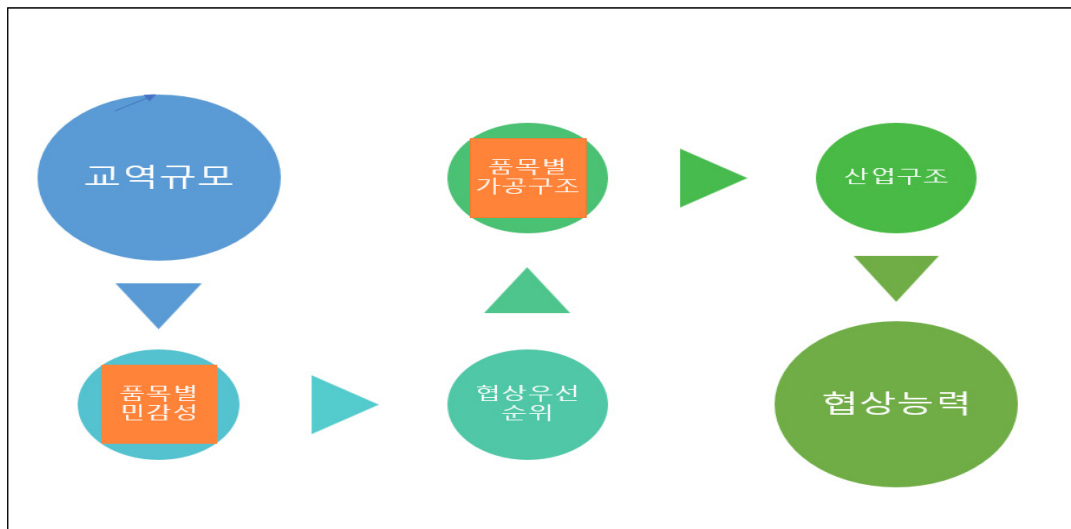 교역규모
품목별
민감성
협상우선
순위
품목별
가공구조
산업구조
협상능력